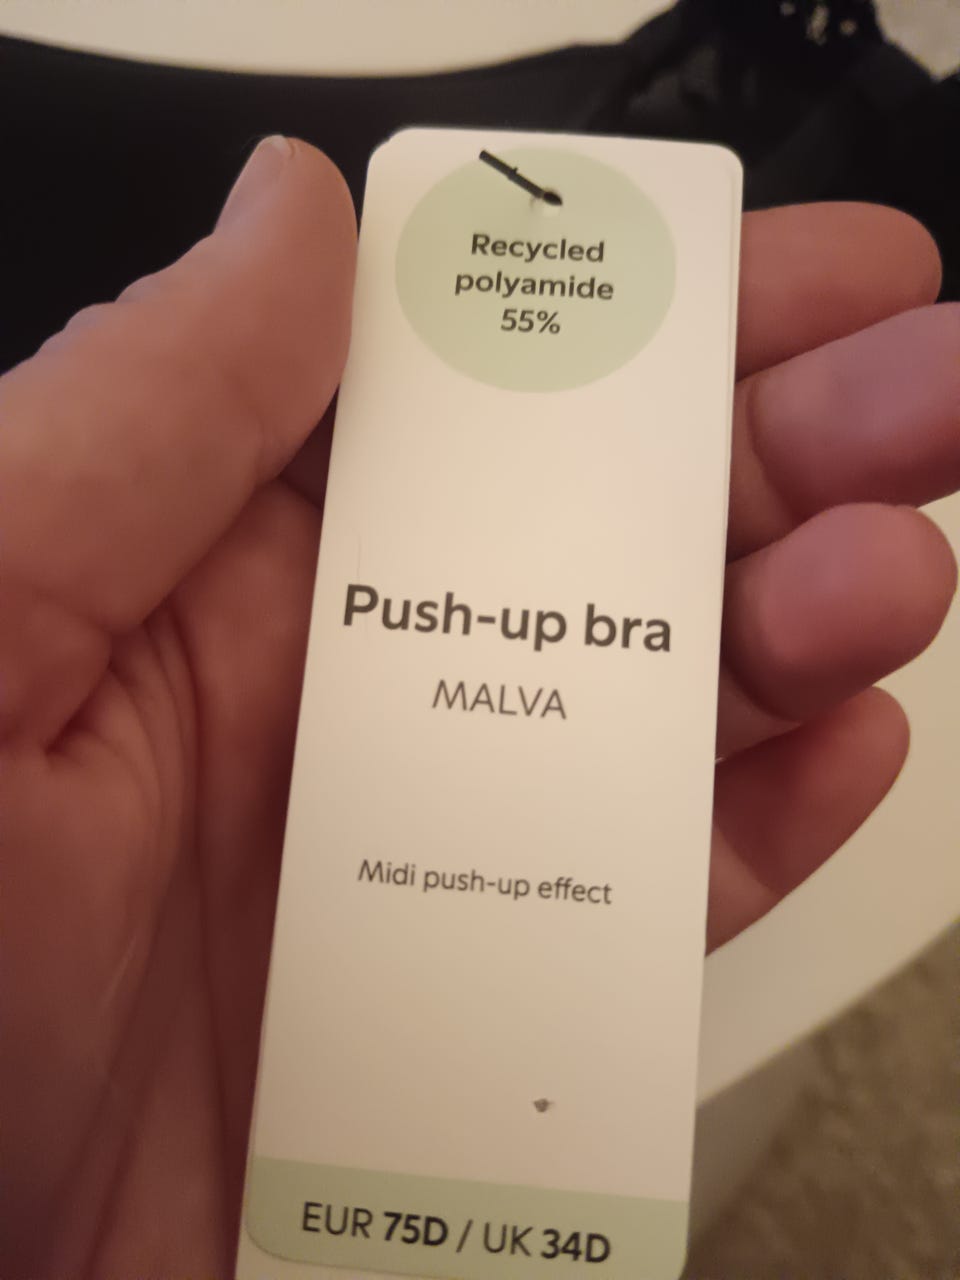 Recycled
polyamide
55%
Push-up bra
MALVA
Midi push-up effect
EUR 75D / UK 34D